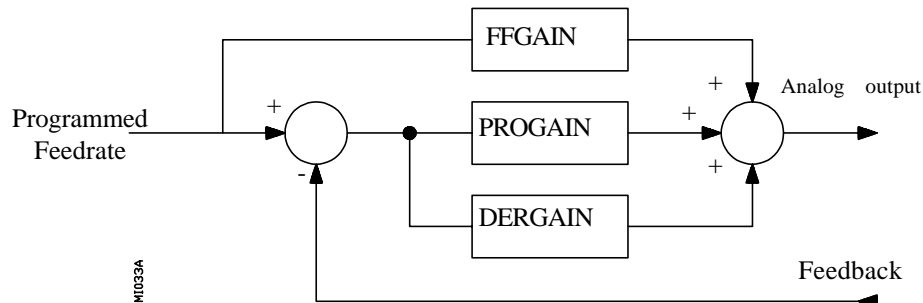 FFGAIN
+
Analog output
Programmed
Feedrate
+
+
PROGAIN
-
+
DERGAIN
Feedback
MI033A